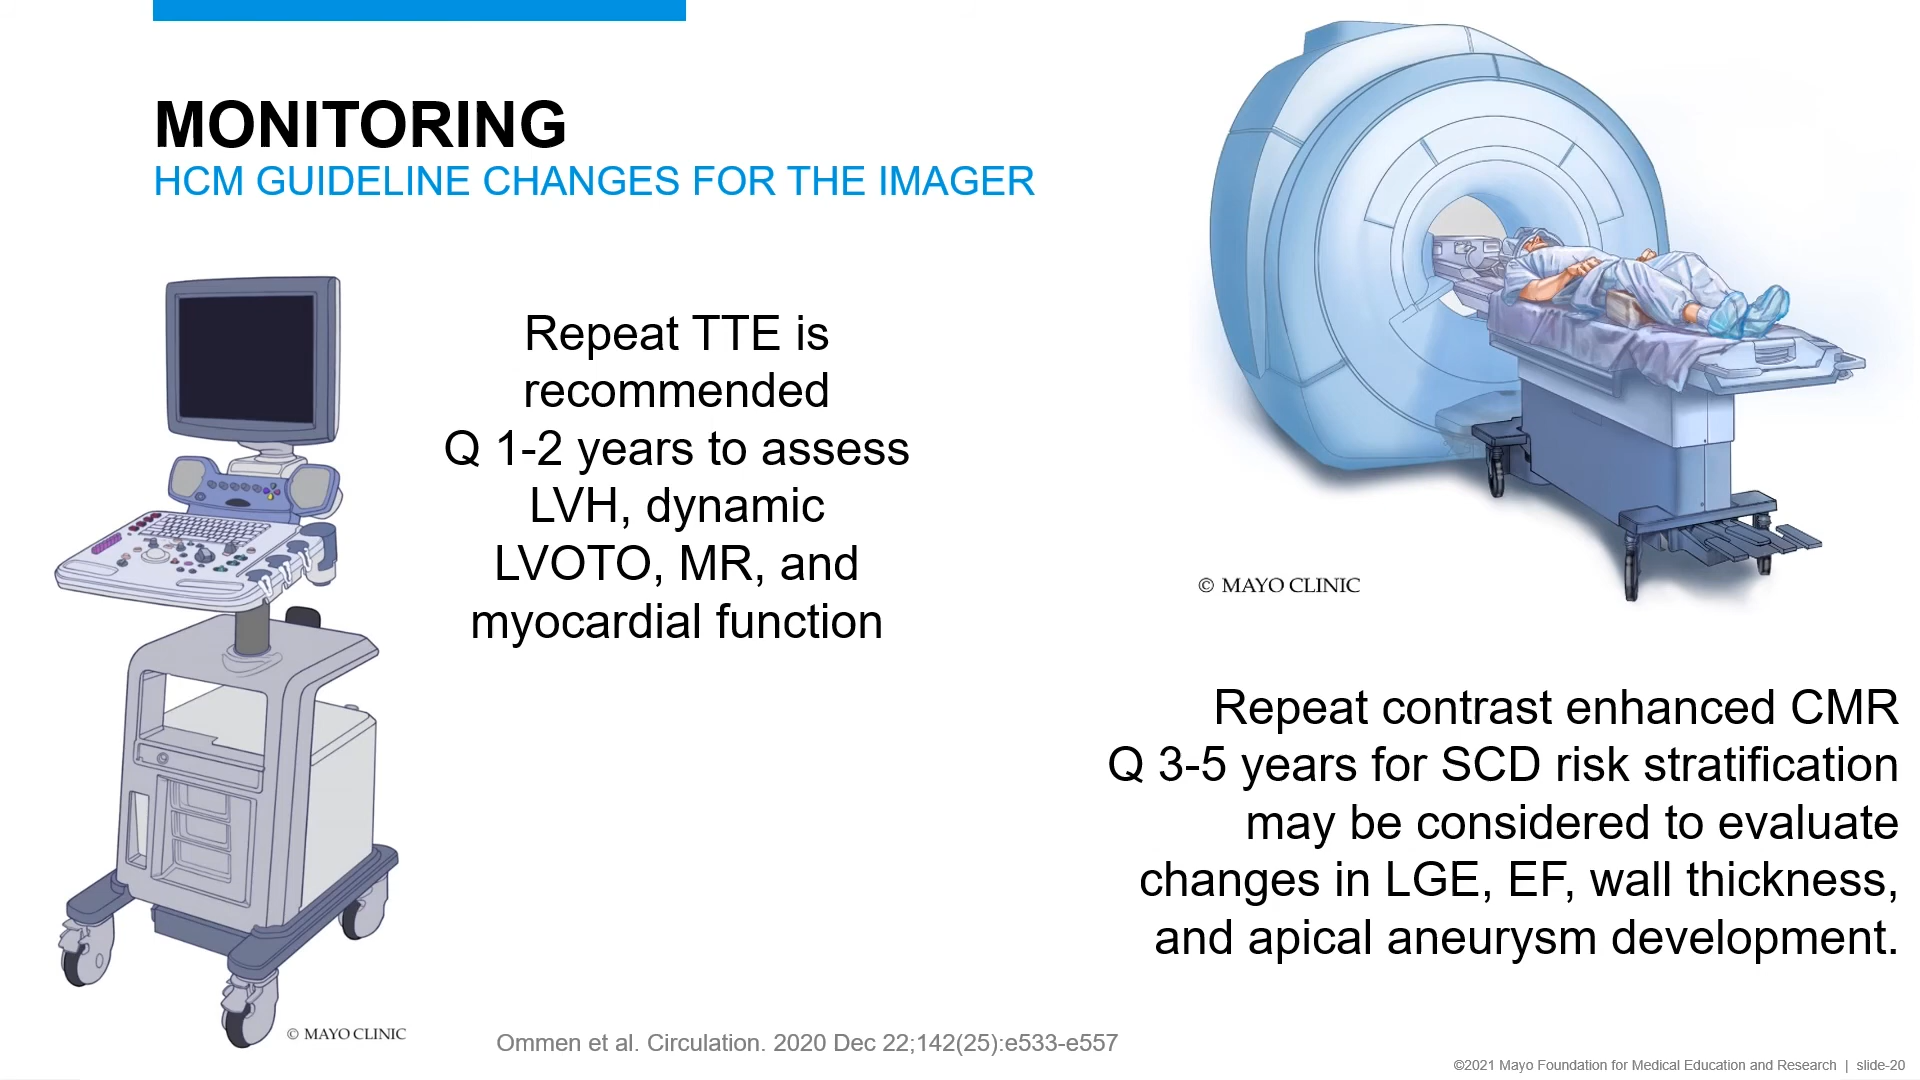 MONITORING
HCM GUIDELINE CHANGES FOR THE IMAGER
Repeat TTE is
recommended
Q 1-2 years to assess
LVH, dynamic
LVOTO, MR, and
myocardial function
© MAYO CLINIC
Repeat contrast enhanced CMR
Q 3-5 years for SCD risk stratification
may be considered to evaluate
changes in LGE, EF, wall thickness,
and apical aneurysm development.
© MAYO CLINIC
Ommen et al. Circulation. 2020 Dec 22;142(25):e533-e557
©2021 Mayo Foundation for Medical Education and Research | slide-20